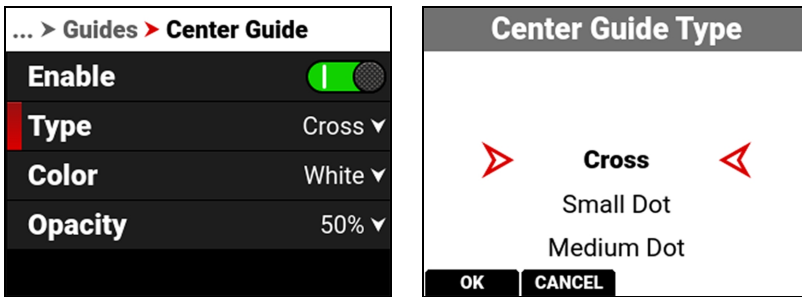 ... > Guides > Center Guide
Enable
Type Cross
Color White
Opacity 50%
Center Guide Type
Cross
Small Dot
Medium Dot
OK CANCEL